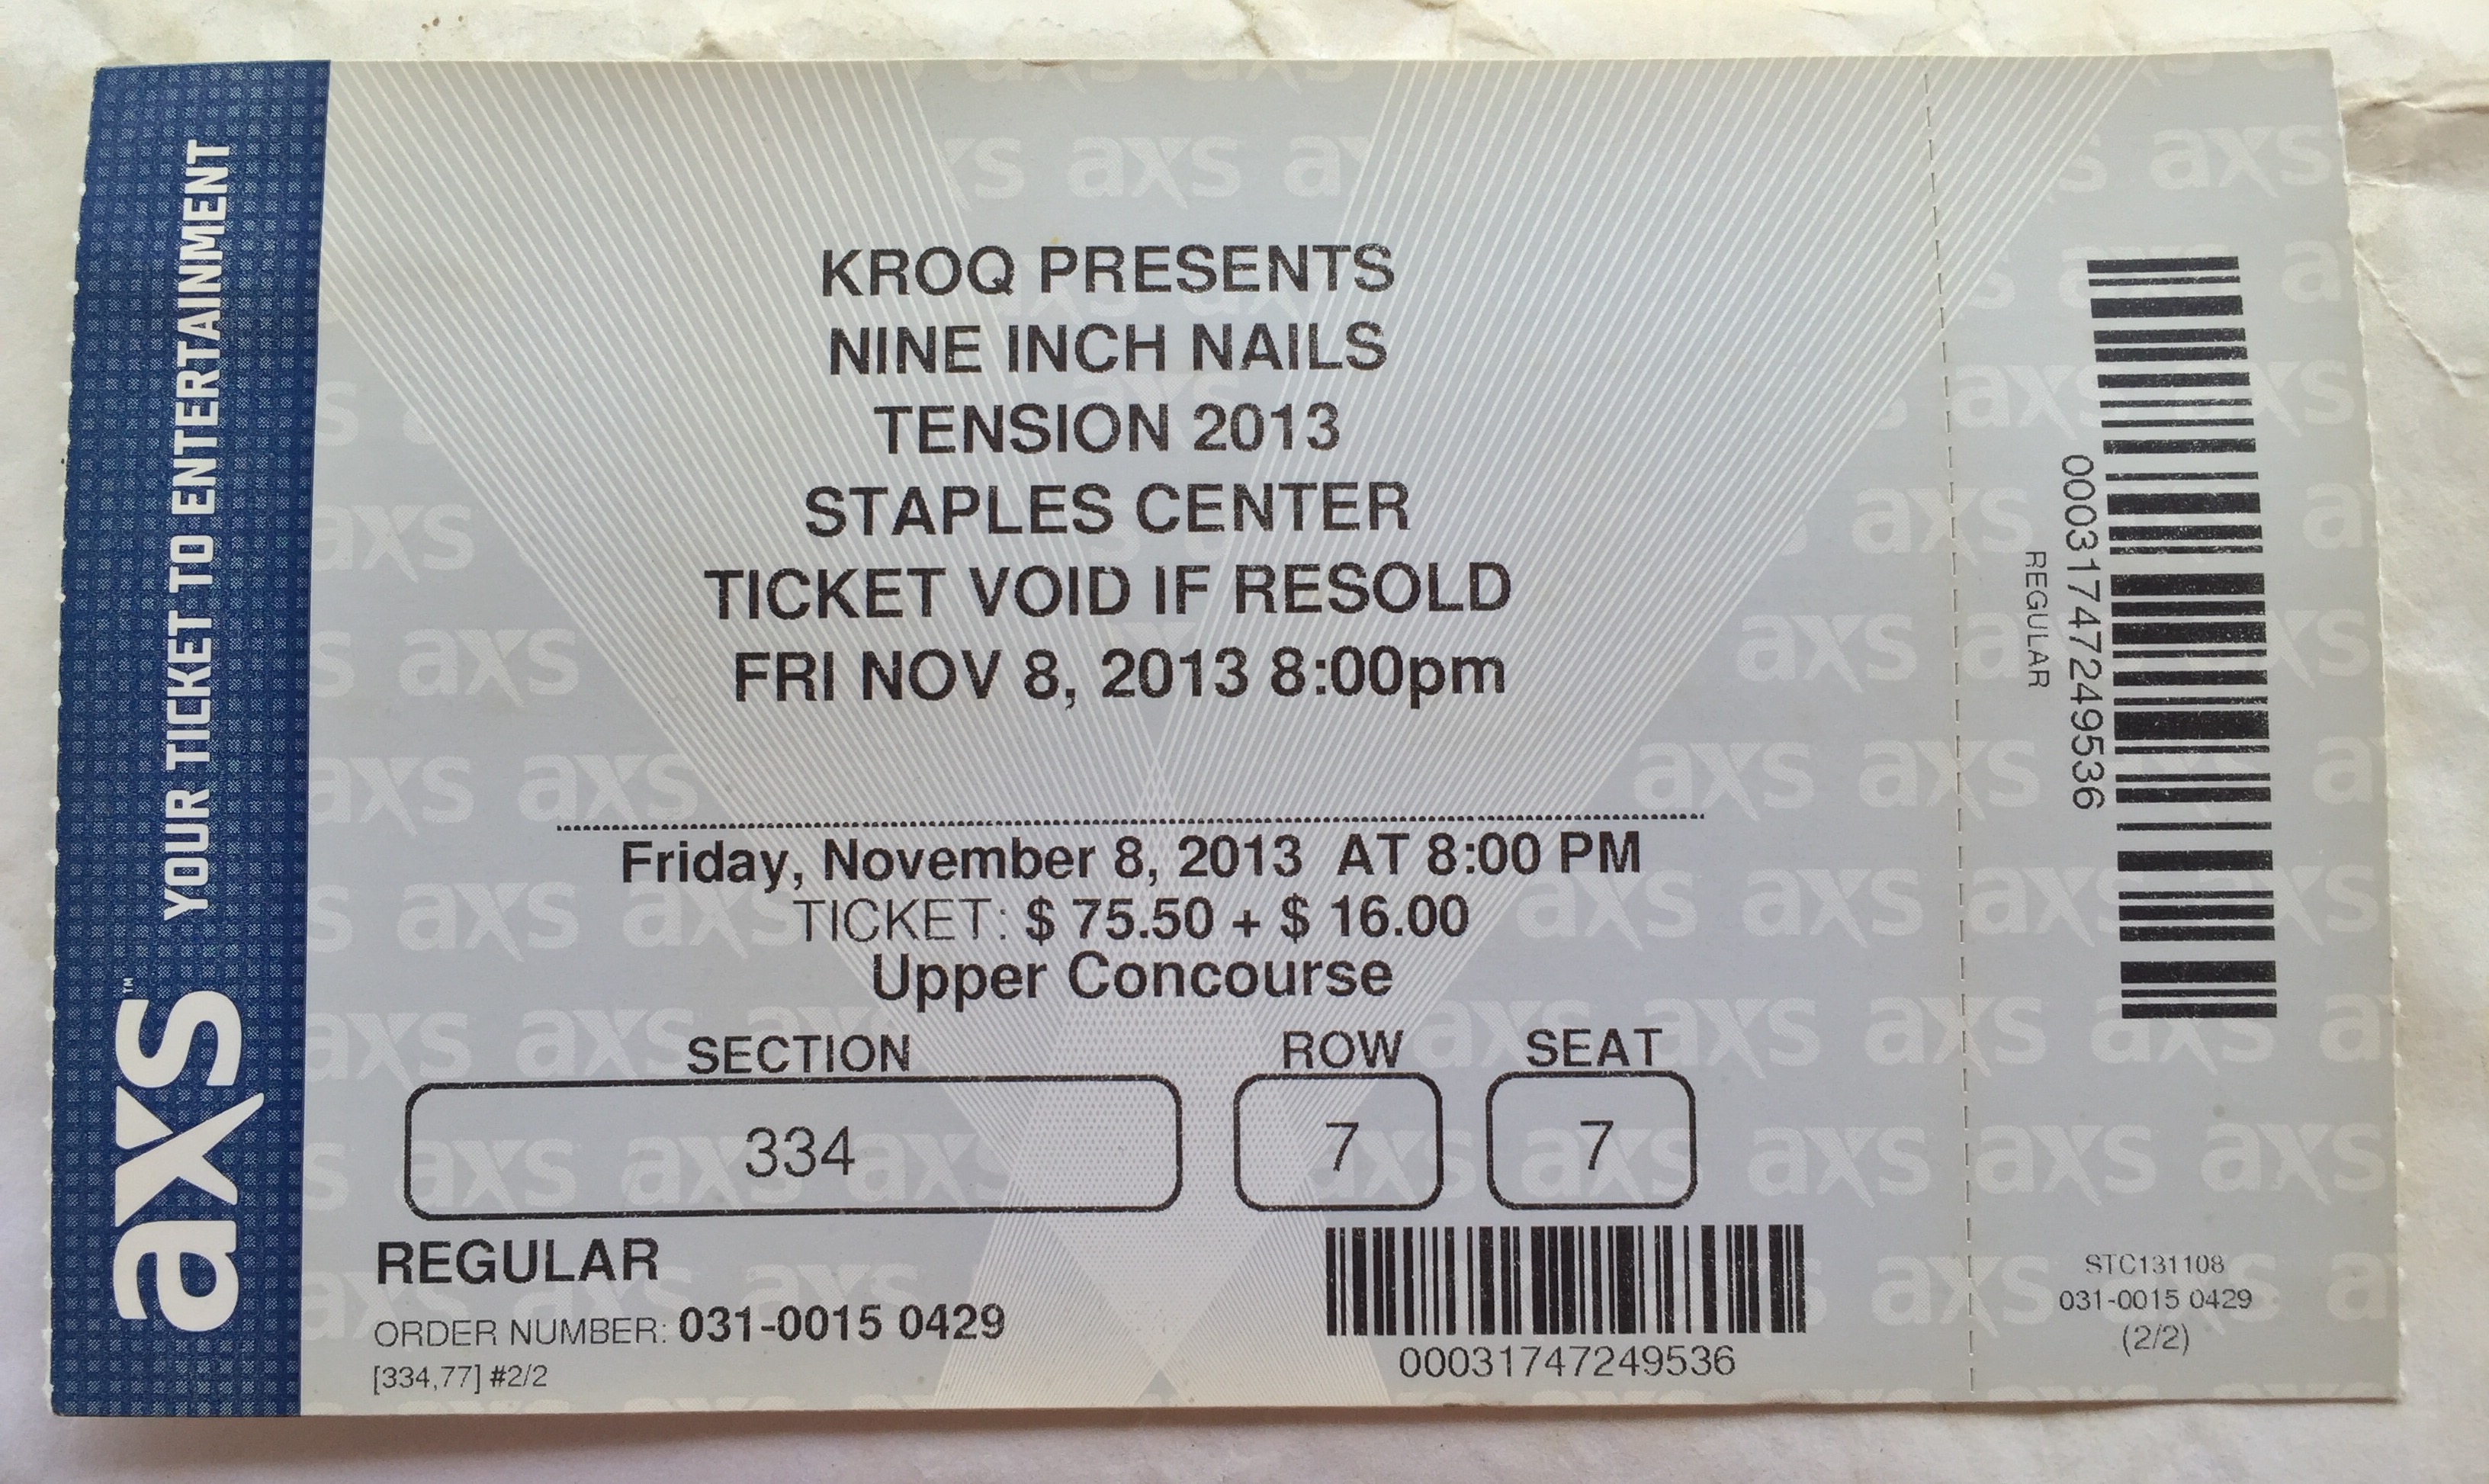 axs™ YOUR TICKET TO ENTERTAINMENT
KROQ PRESENTS
NINE INCH NAILS
TENSION 2013
STAPLES CENTER
TICKET VOID IF RESOLD
FRI NOV 8, 2013 8:00pm
Friday, November 8, 2013 AT 8:00 PM
TICKET: $ 75.50 + $ 16.00
Upper Concourse
SECTION ROW SEAT
334 7 7
REGULAR
ORDER NUMBER: 031-0015 0429
[334,77] #2/2
00031747249536
00031747249536
REGULAR
STC131108
031-0015 0429
(2/2)